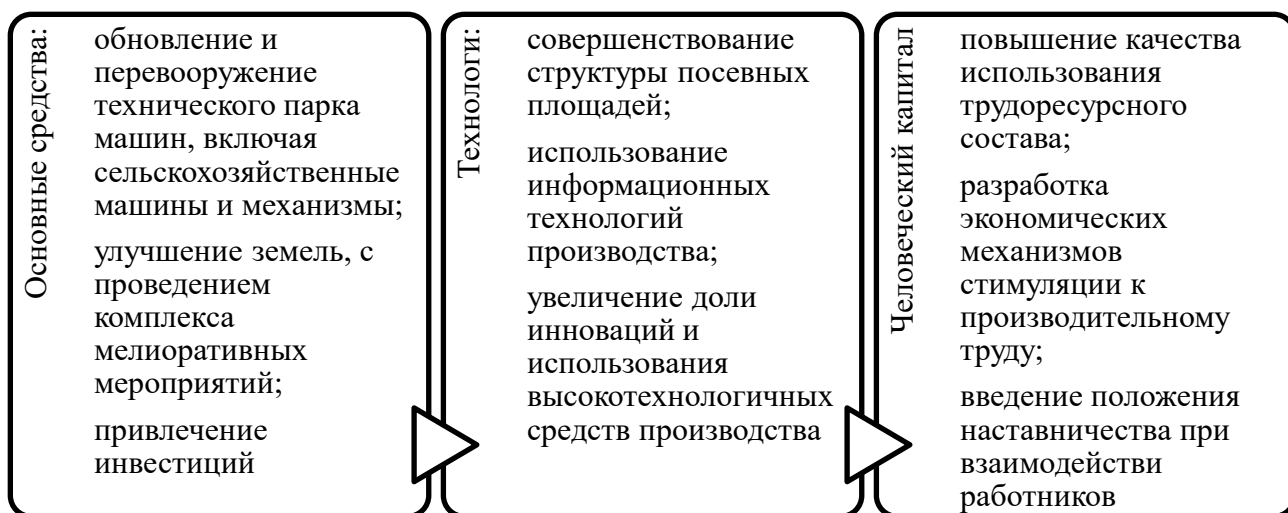 Основные средства:
обновление и
перевооружение
технического парка
машин, включая
сельскохозяйственные
машины и механизмы;
улучшение земель, с
проведением
комплекса
мелиоративных
мероприятий;
привлечение
инвестиций
Технологи:
совершенствование
структуры посевных
площадей;
использование
информационных
технологий
производства;
увеличение доли
инноваций и
использования
высокотехнологичных
средств производства
Человеческий капитал
повышение качества
использования
трудоресурсного
состава;
разработка
экономических
механизмов
стимуляции к
производительному
труду;
введение положения
наставничества при
взаимодействи
работников